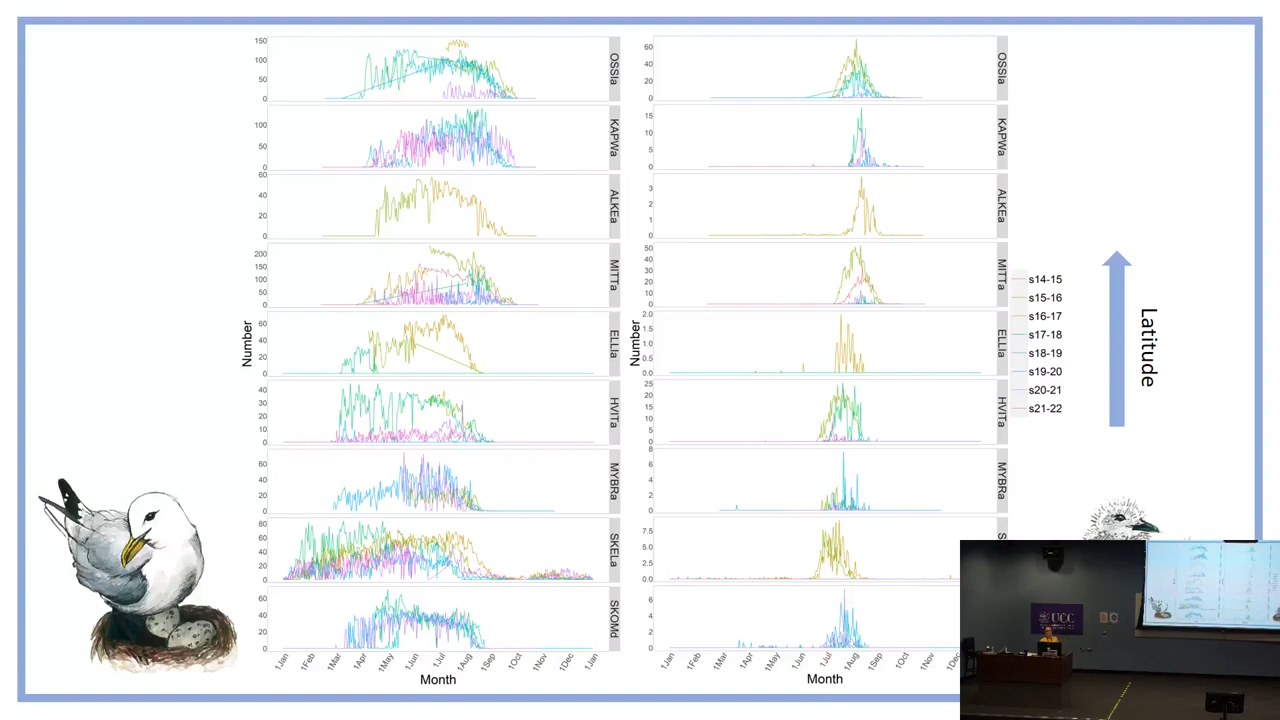 150
100
50
0
OSSIa
60
40
20
0
OSSIa
100
50
0
KAPWa
15
10
5
0
KAPWa
60
40
20
0
ALKEa
3
2
1
0
ALKEa
200
150
100
50
0
MITTa
50
40
30
20
10
0
MITTa
60
40
20
0
ELLIa
2.0
1.5
1.0
0.5
0.0
ELLIa
40
30
20
10
0
HVITa
25
20
15
10
5
0
HVITa
60
40
20
0
MYBRa
8
6
4
2
0
MYBRa
80
60
40
20
0
SKELa
7.5
5.0
2.5
0.0
S
60
40
20
0
SKOMd
6
4
2
0
Number
Number
1Jan
1Feb
1Mar
1Apr
1May
1Jun
1Jul
1Aug
1Sep
1Oct
1Nov
1Dec
1Jan
Month
1Jan
1Feb
1Mar
1Apr
1May
1Jun
1Jul
1Aug
1Sep
1Oct
1Nov
1De
Month
s14-15
s15-16
s16-17
s17-18
s18-19
s19-20
s20-21
s21-22
Latitude
UCC